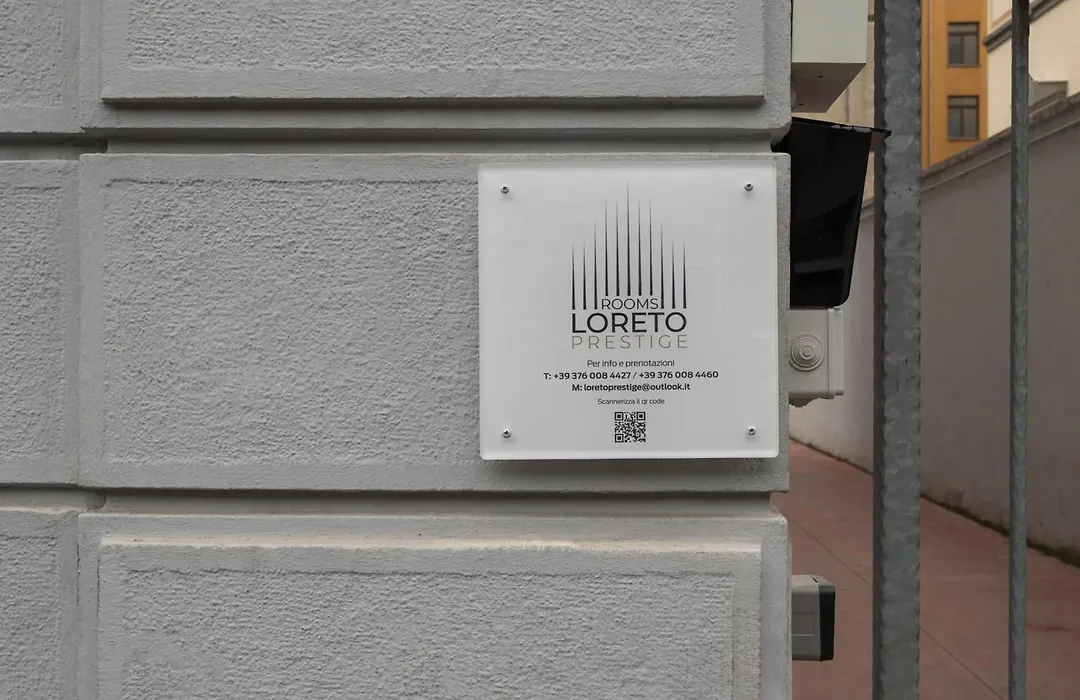 ROOMS
LORETO
PRESTIGE
Per info e prenotazioni
T: +39 376 008 4427 / +39 376 008 4460
M: loretoprestige@outlook.it
Scannerizza il qr code